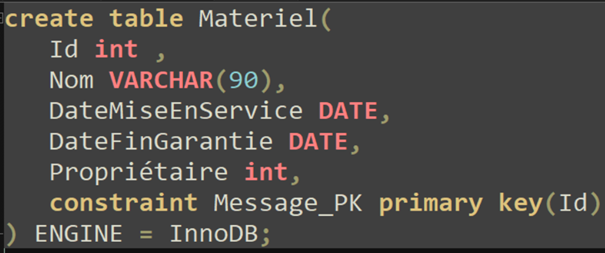 create table Materiel(
Id int ,
Nom VARCHAR(90),
DateMiseEnService DATE,
DateFinGarantie DATE,
Propriétaire int,
constraint Message_PK primary key(Id)
) ENGINE = InnoDB;